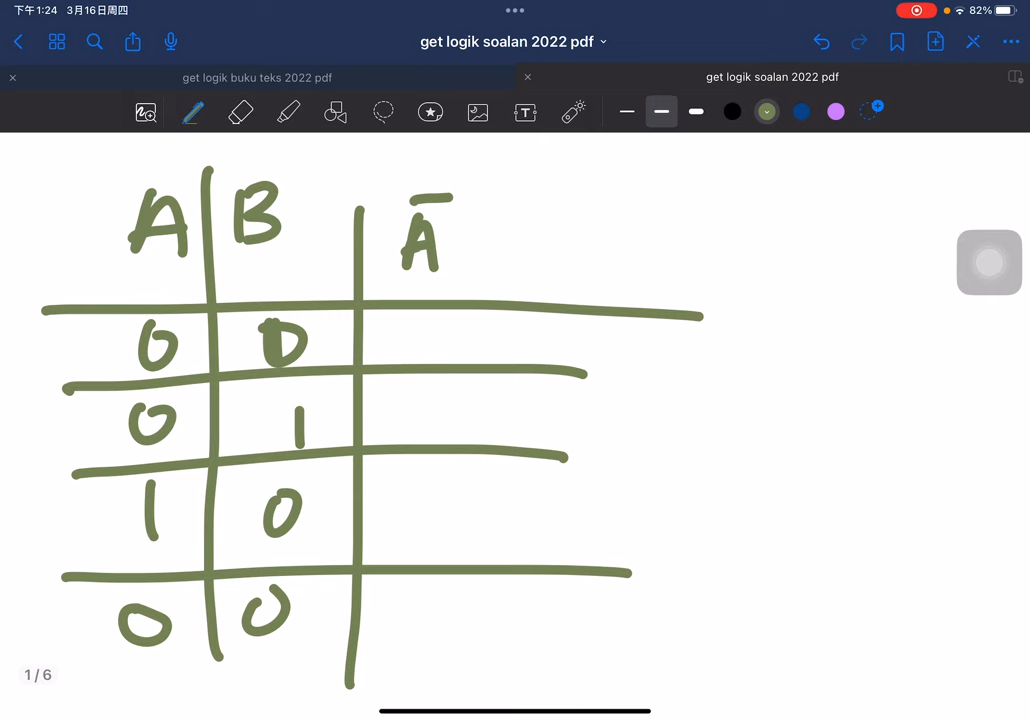 下午1:24 3月16日周四 82%
get logik soalan 2022 pdf
get logik buku teks 2022 pdf get logik soalan 2022 pdf
T
A B Ā
0 0
0 1
1 0
0 0
1 / 6